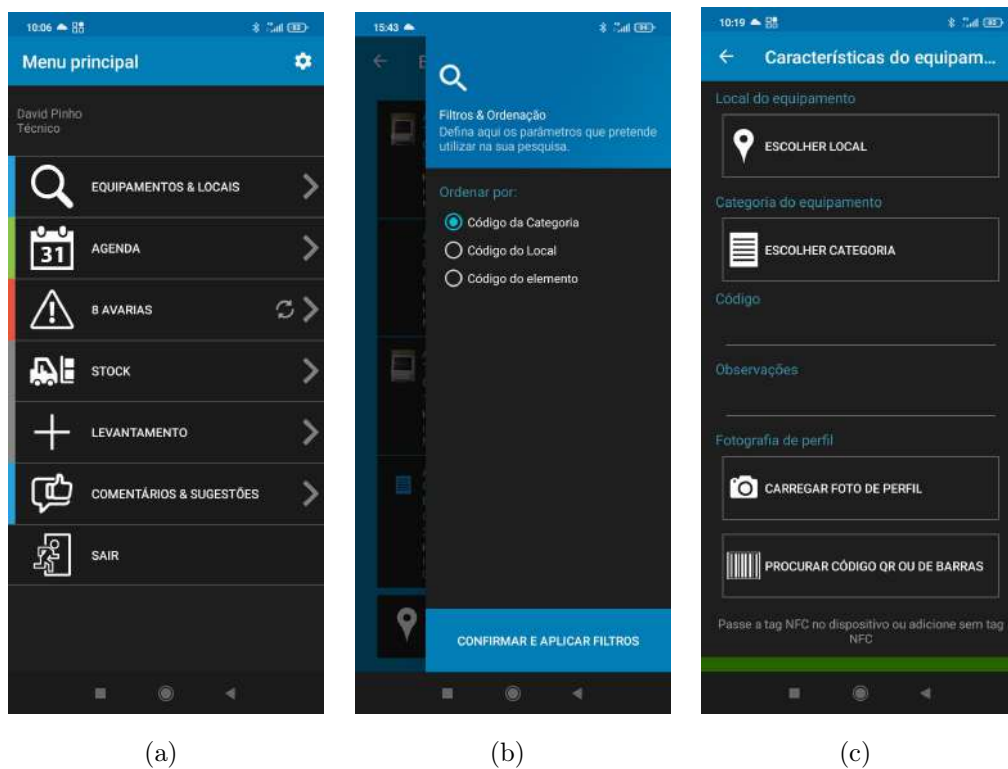 10:06
Menu principal
David Pinho
Técnico
EQUIPAMENTOS & LOCAIS
31
AGENDA
8 AVARIAS
STOCK
LEVANTAMENTO
COMENTÁRIOS & SUGESTÕES
SAIR
(a)
15:43
E
Filtros & Ordenação
Defina aqui os parâmetros que pretende
utilizar na sua pesquisa.
Ordenar por:
Código da Categoria
Código do Local
Código do elemento
CONFIRMAR E APLICAR FILTROS
(b)
10:19
Características do equipam...
Local do equipamento
ESCOLHER LOCAL
Categoria do equipamento
ESCOLHER CATEGORIA
Código
Observações
Fotografia de perfil
CARREGAR FOTO DE PERFIL
PROCURAR CÓDIGO QR OU DE BARRAS
Passe a tag NFC no dispositivo ou adicione sem tag
NFC
(c)